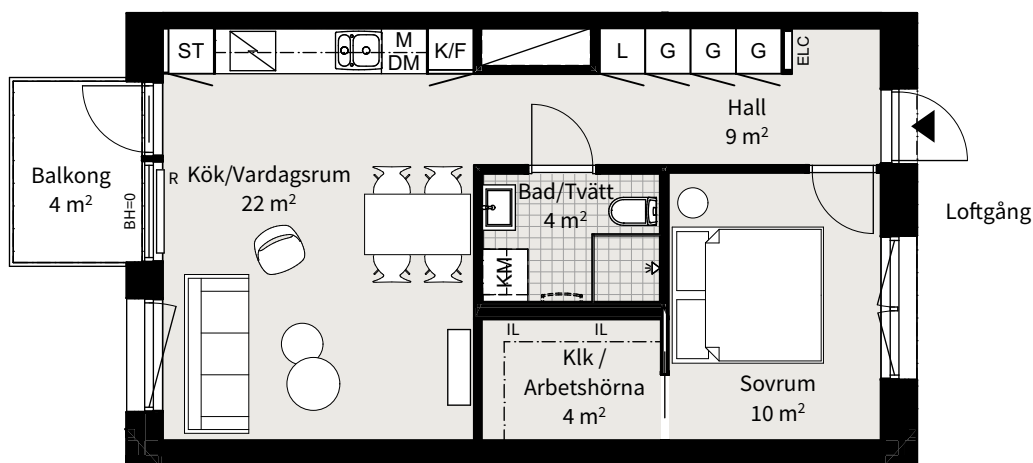 ST
M
DM
K/F
L
G
G
G
ELC
Hall
9 m²
Balkong
4 m²
BH=0
R
Kök/Vardagsrum
22 m²
Bad/Tvätt
4 m²
KM
Loftgång
IL
IL
Klk /
Arbetshörna
4 m²
Sovrum
10 m²